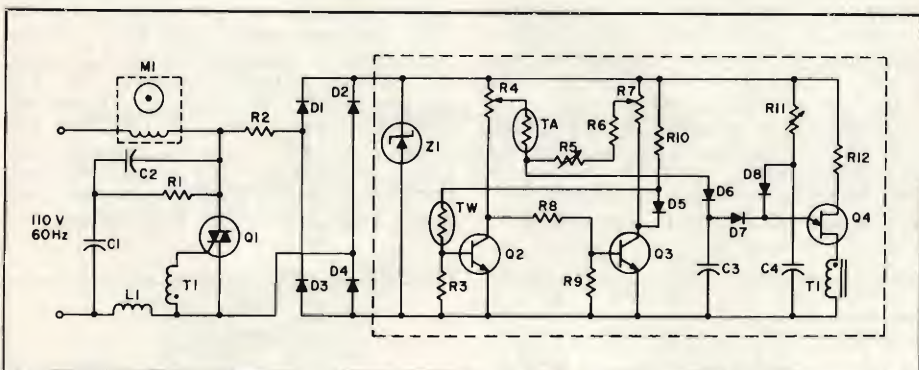 M1
D1
D2
R2
R4
TA
R7
R6
R5
R10
R11
R12
Z1
C2
R1
110 V
60Hz
C1
Q1
TW
R8
D5
D6
D8
D7
Q4
Q2
Q3
L1
T1
D3
D4
R3
R9
C3
C4
T1